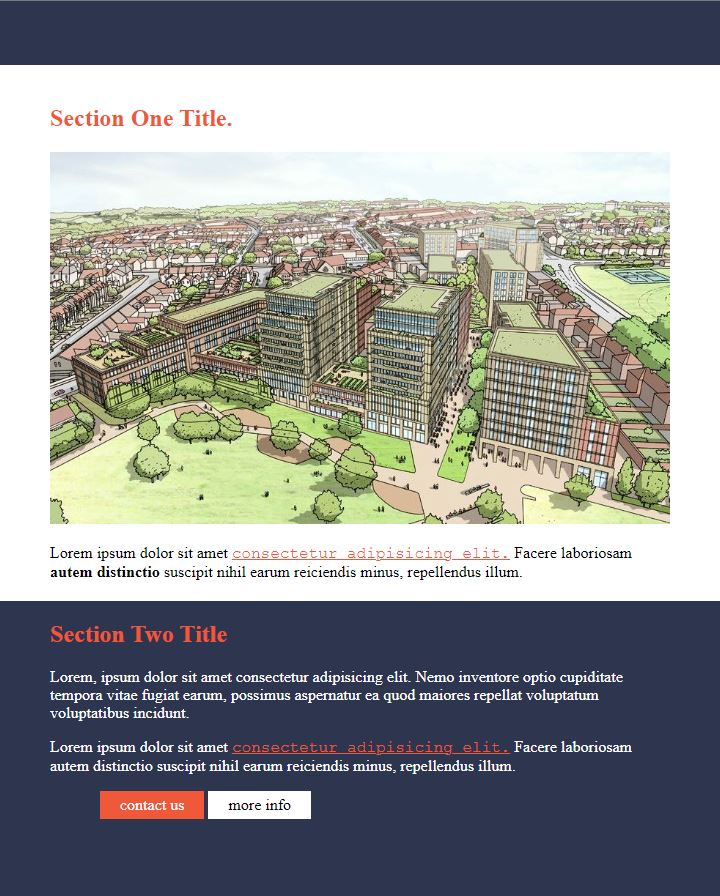 Section One Title.
Lorem ipsum dolor sit amet consectetur adipisicing elit. Facere laboriosam
autem distinctio suscipit nihil earum reiciendis minus, repellendus illum.
Section Two Title
Lorem, ipsum dolor sit amet consectetur adipisicing elit. Nemo inventore optio cupiditate
tempora vitae fugiat earum, possimus aspernatur ea quod maiores repellat voluptatum
voluptatibus incidunt.
Lorem ipsum dolor sit amet consectetur adipisicing elit. Facere laboriosam
autem distinctio suscipit nihil earum reiciendis minus, repellendus illum.
contact us more info